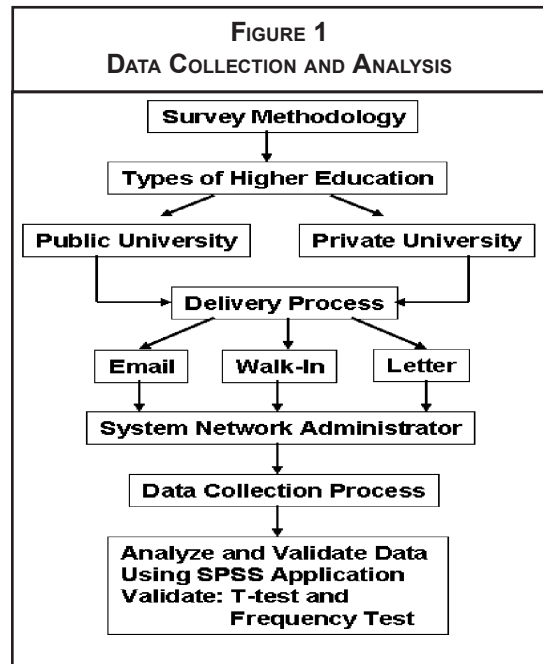 FIGURE 1
DATA COLLECTION AND ANALYSIS
Survey Methodology
Types of Higher Education
Public University
Private University
Delivery Process
Email
Walk-In
Letter
System Network Administrator
Data Collection Process
Analyze and Validate Data
Using SPSS Application
Validate: T-test and
Frequency Test